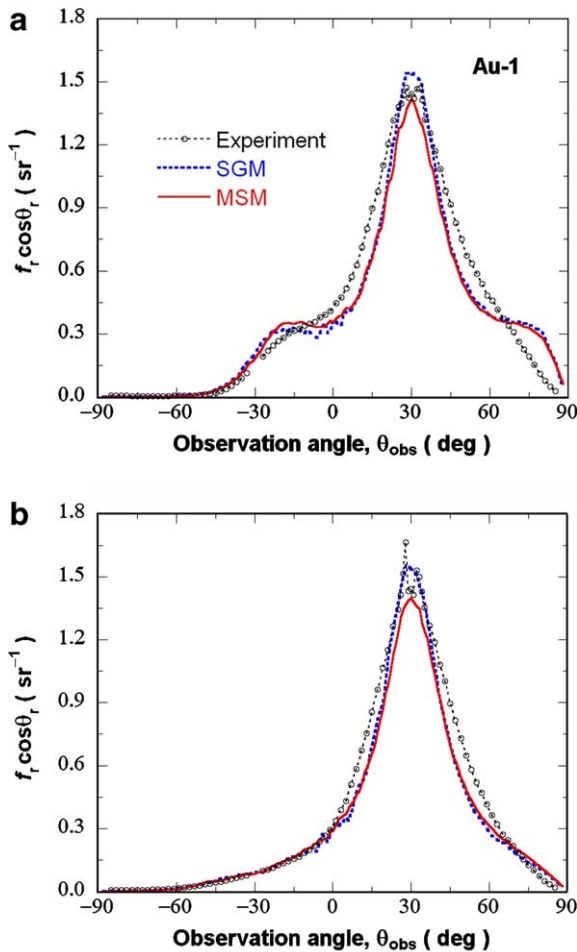 a
Au-1
Experiment
SGM
MSM
1.8
1.5
1.2
0.9
0.6
0.3
0.0
f_r cosθ_r ( sr⁻¹ )
−90 −60 −30 0 30 60 90
Observation angle, θ_obs ( deg )
b
1.8
1.5
1.2
0.9
0.6
0.3
0.0
f_r cosθ_r ( sr⁻¹ )
−90 −60 −30 0 30 60 90
Observation angle, θ_obs ( deg )